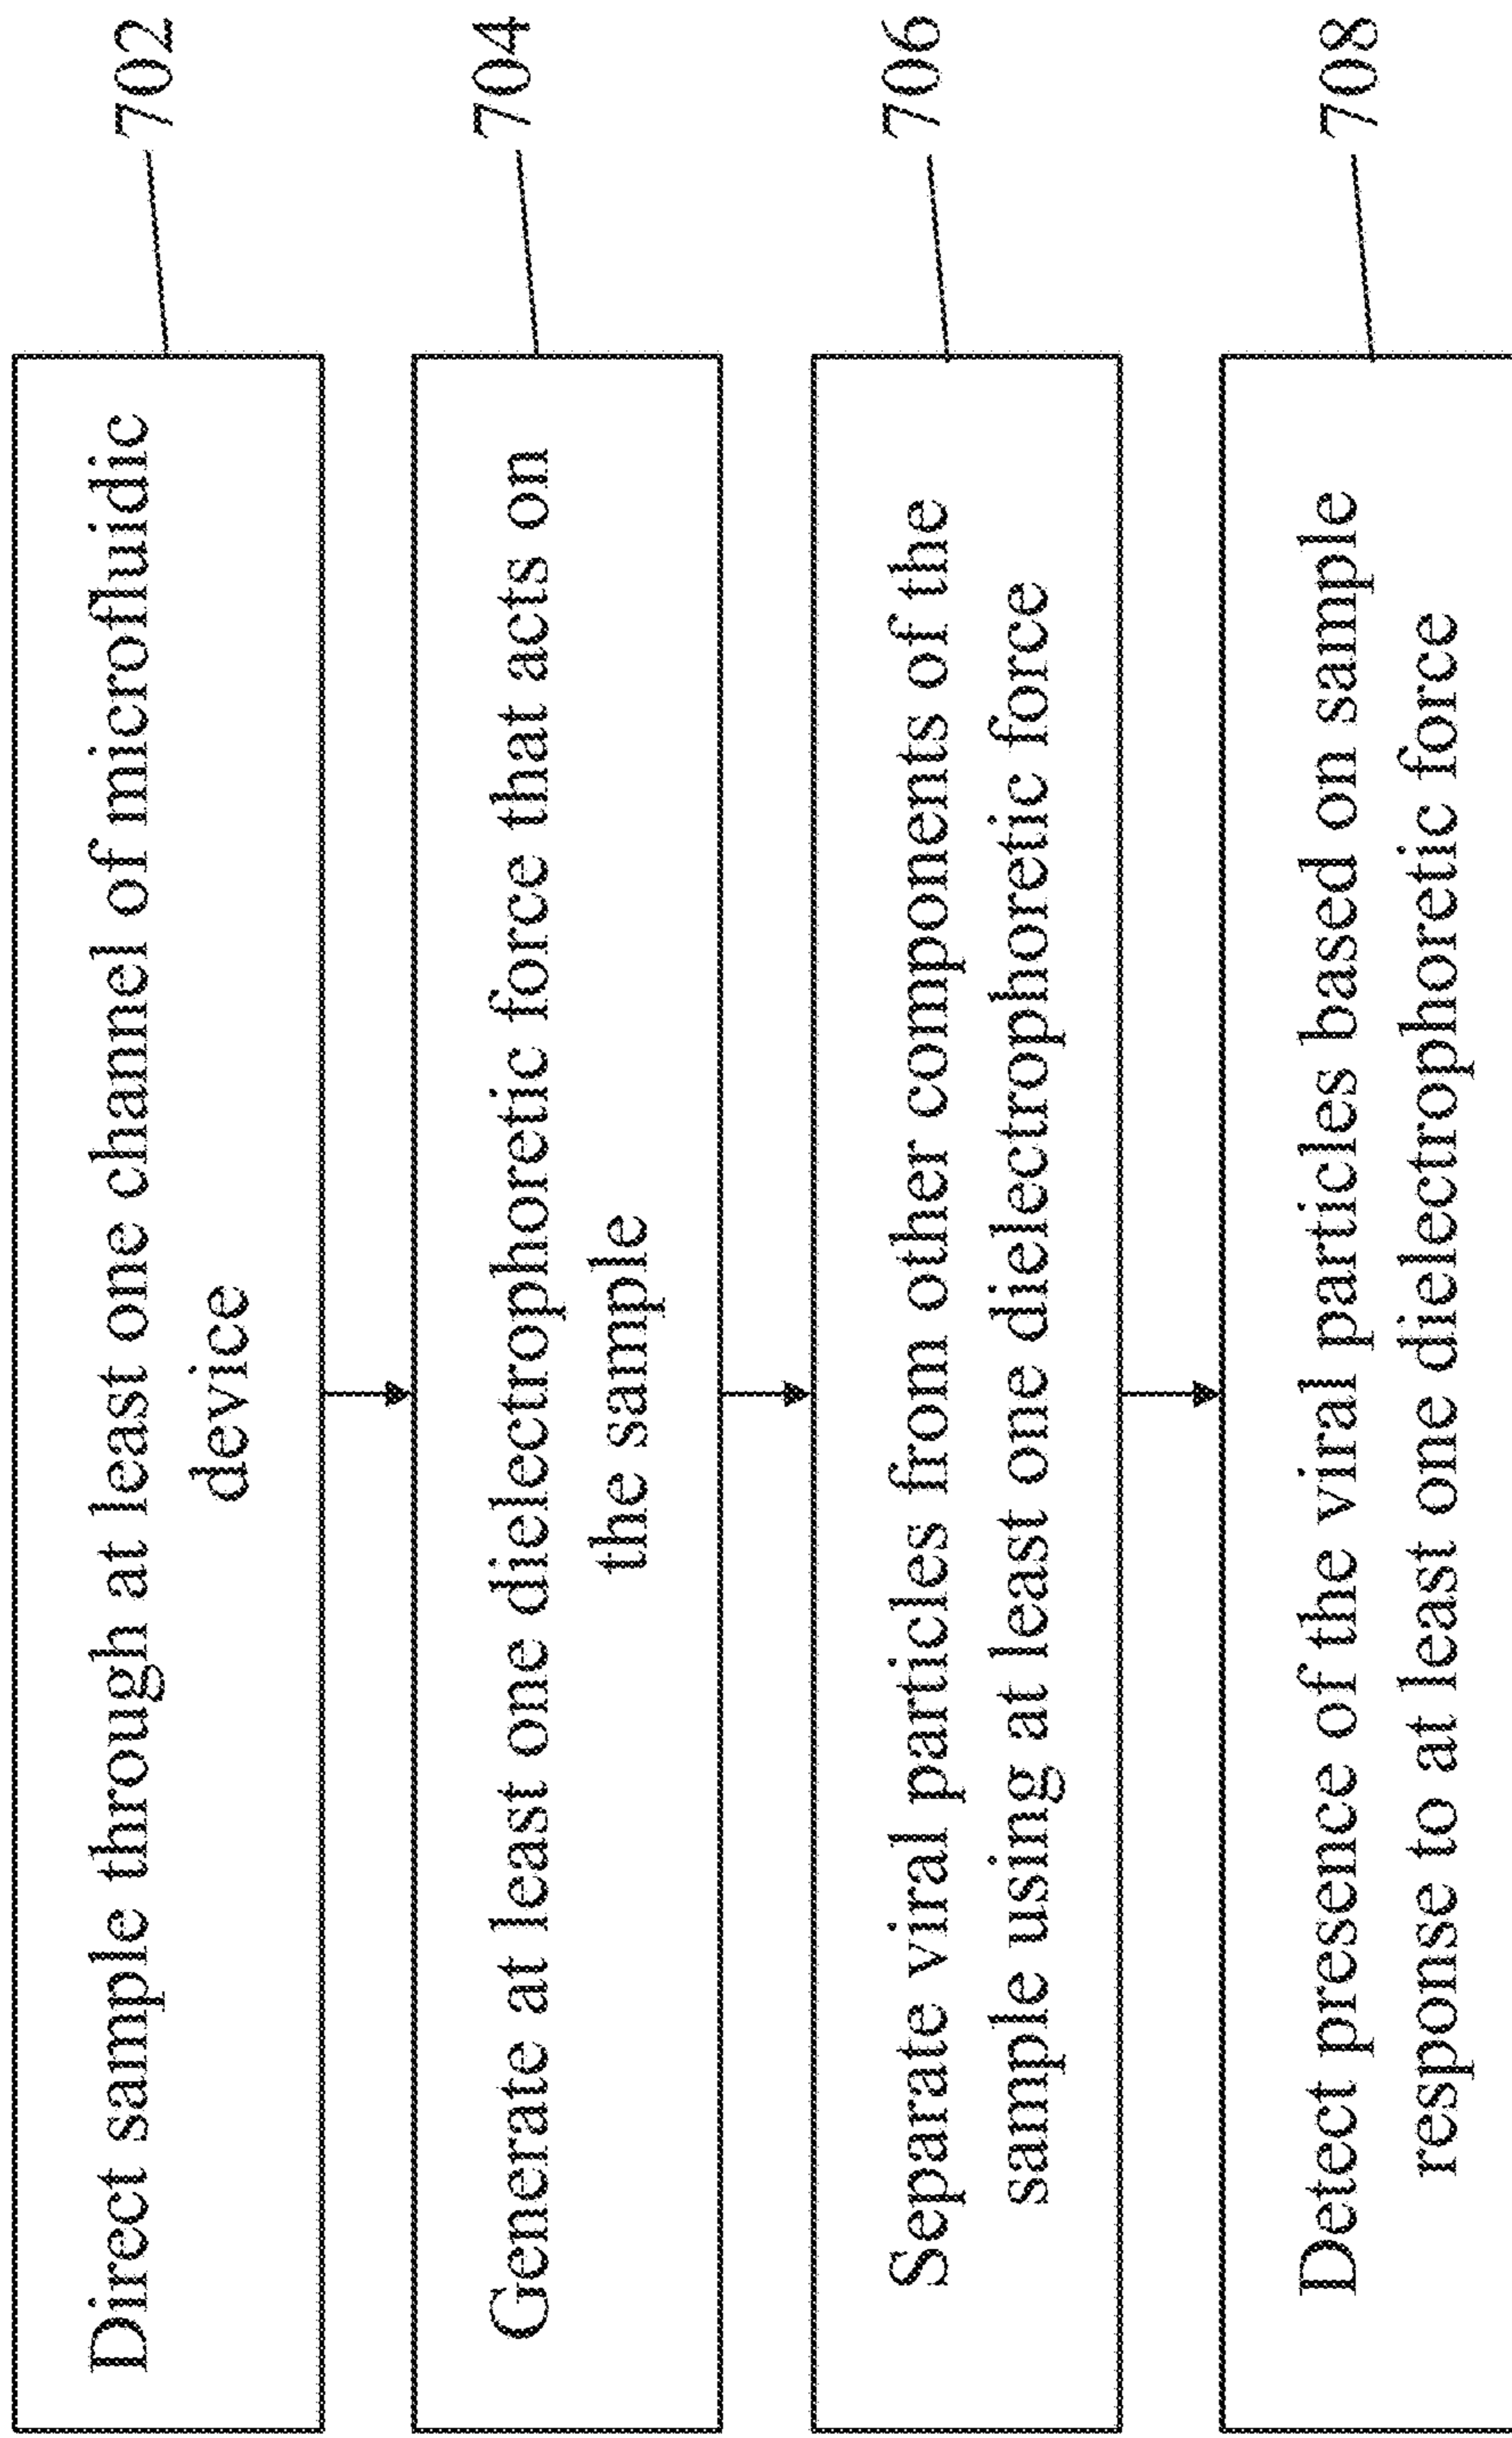 Direct sample through at least one channel of microfluidic
device
702
Generate at least one dielectrophoretic force that acts on
the sample
704
Separate viral particles from other components of the
sample using at least one dielectrophoretic force
706
Detect presence of the viral particles based on sample
response to at least one dielectrophoretic force
708